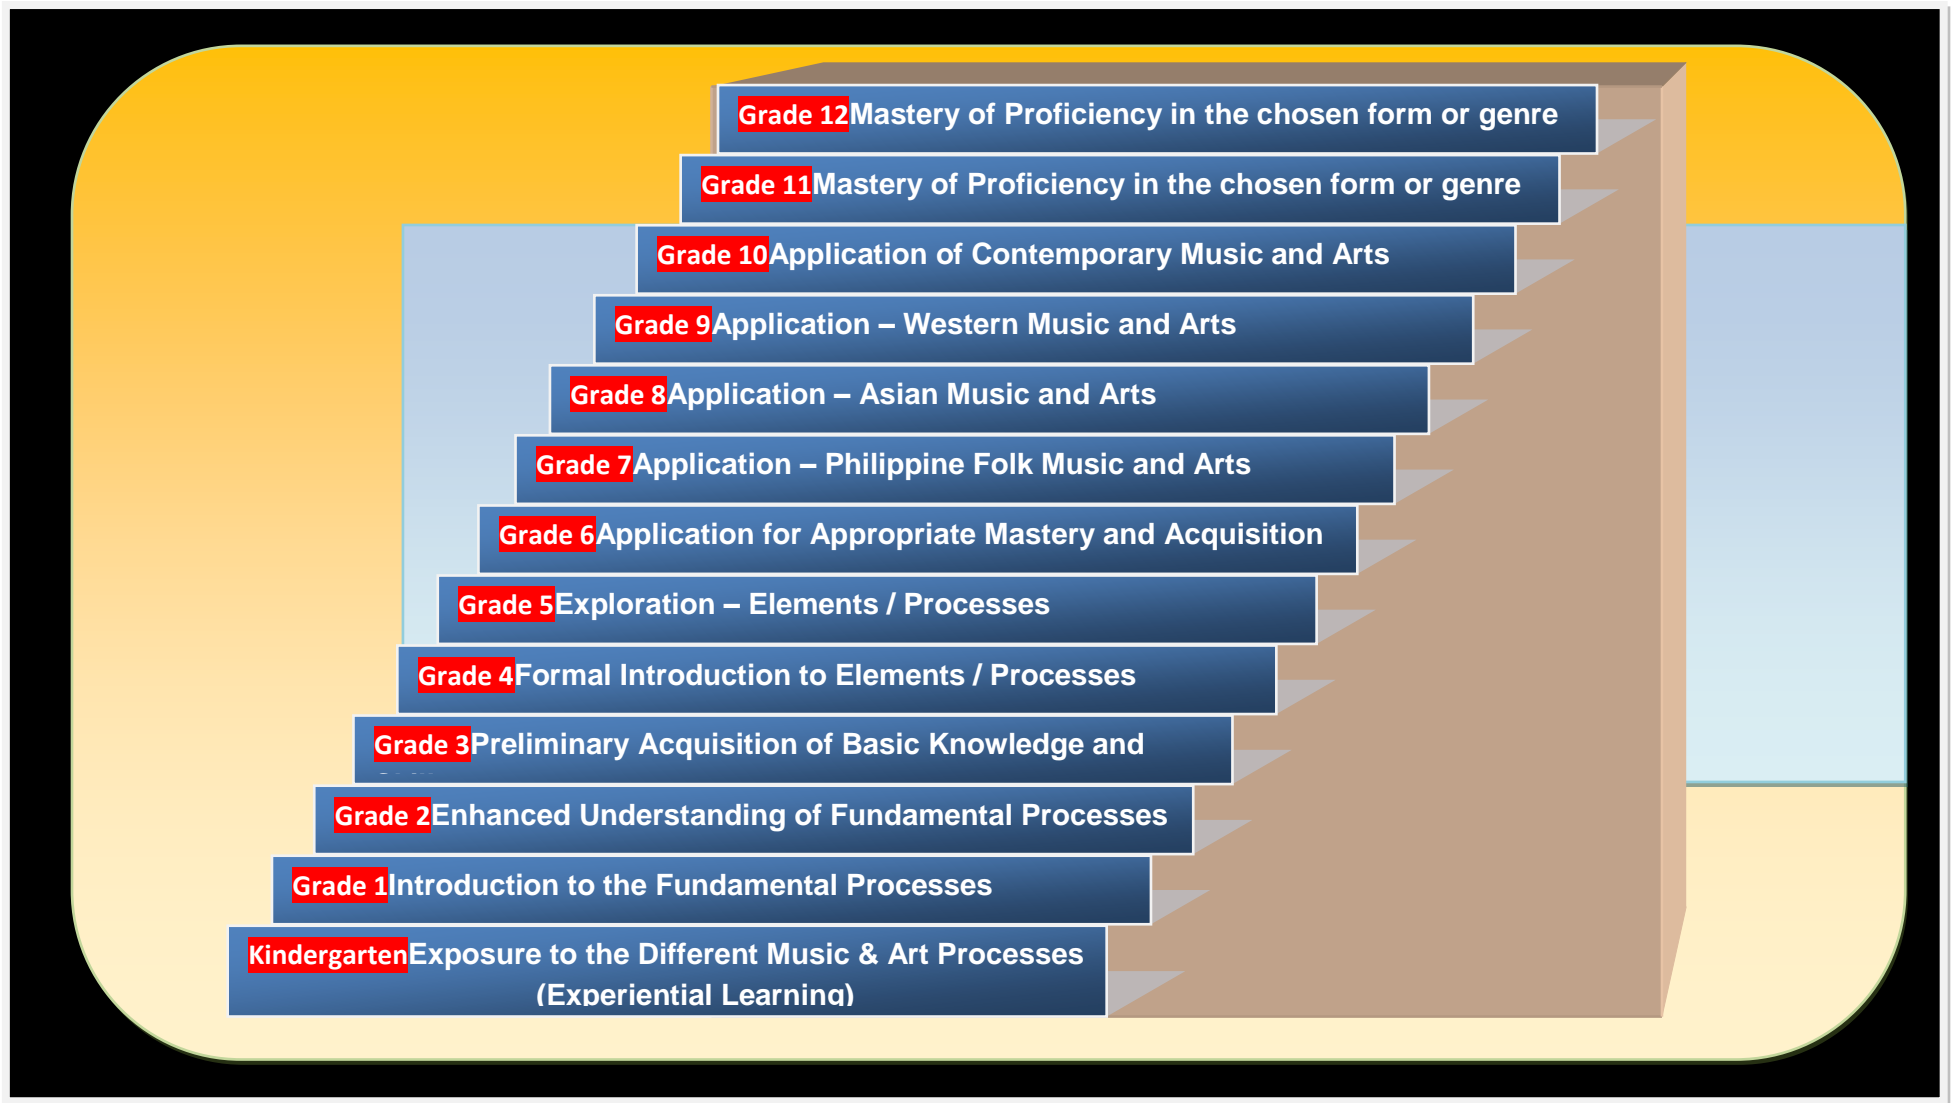 Grade 12Mastery of Proficiency in the chosen form or genre
Grade 11Mastery of Proficiency in the chosen form or genre
Grade 10Application of Contemporary Music and Arts
Grade 9Application – Western Music and Arts
Grade 8Application – Asian Music and Arts
Grade 7Application – Philippine Folk Music and Arts
Grade 6Application for Appropriate Mastery and Acquisition
Grade 5Exploration – Elements / Processes
Grade 4Formal Introduction to Elements / Processes
Grade 3Preliminary Acquisition of Basic Knowledge and
Grade 2Enhanced Understanding of Fundamental Processes
Grade 1Introduction to the Fundamental Processes
KindergartenExposure to the Different Music & Art Processes
(Experiential Learning)